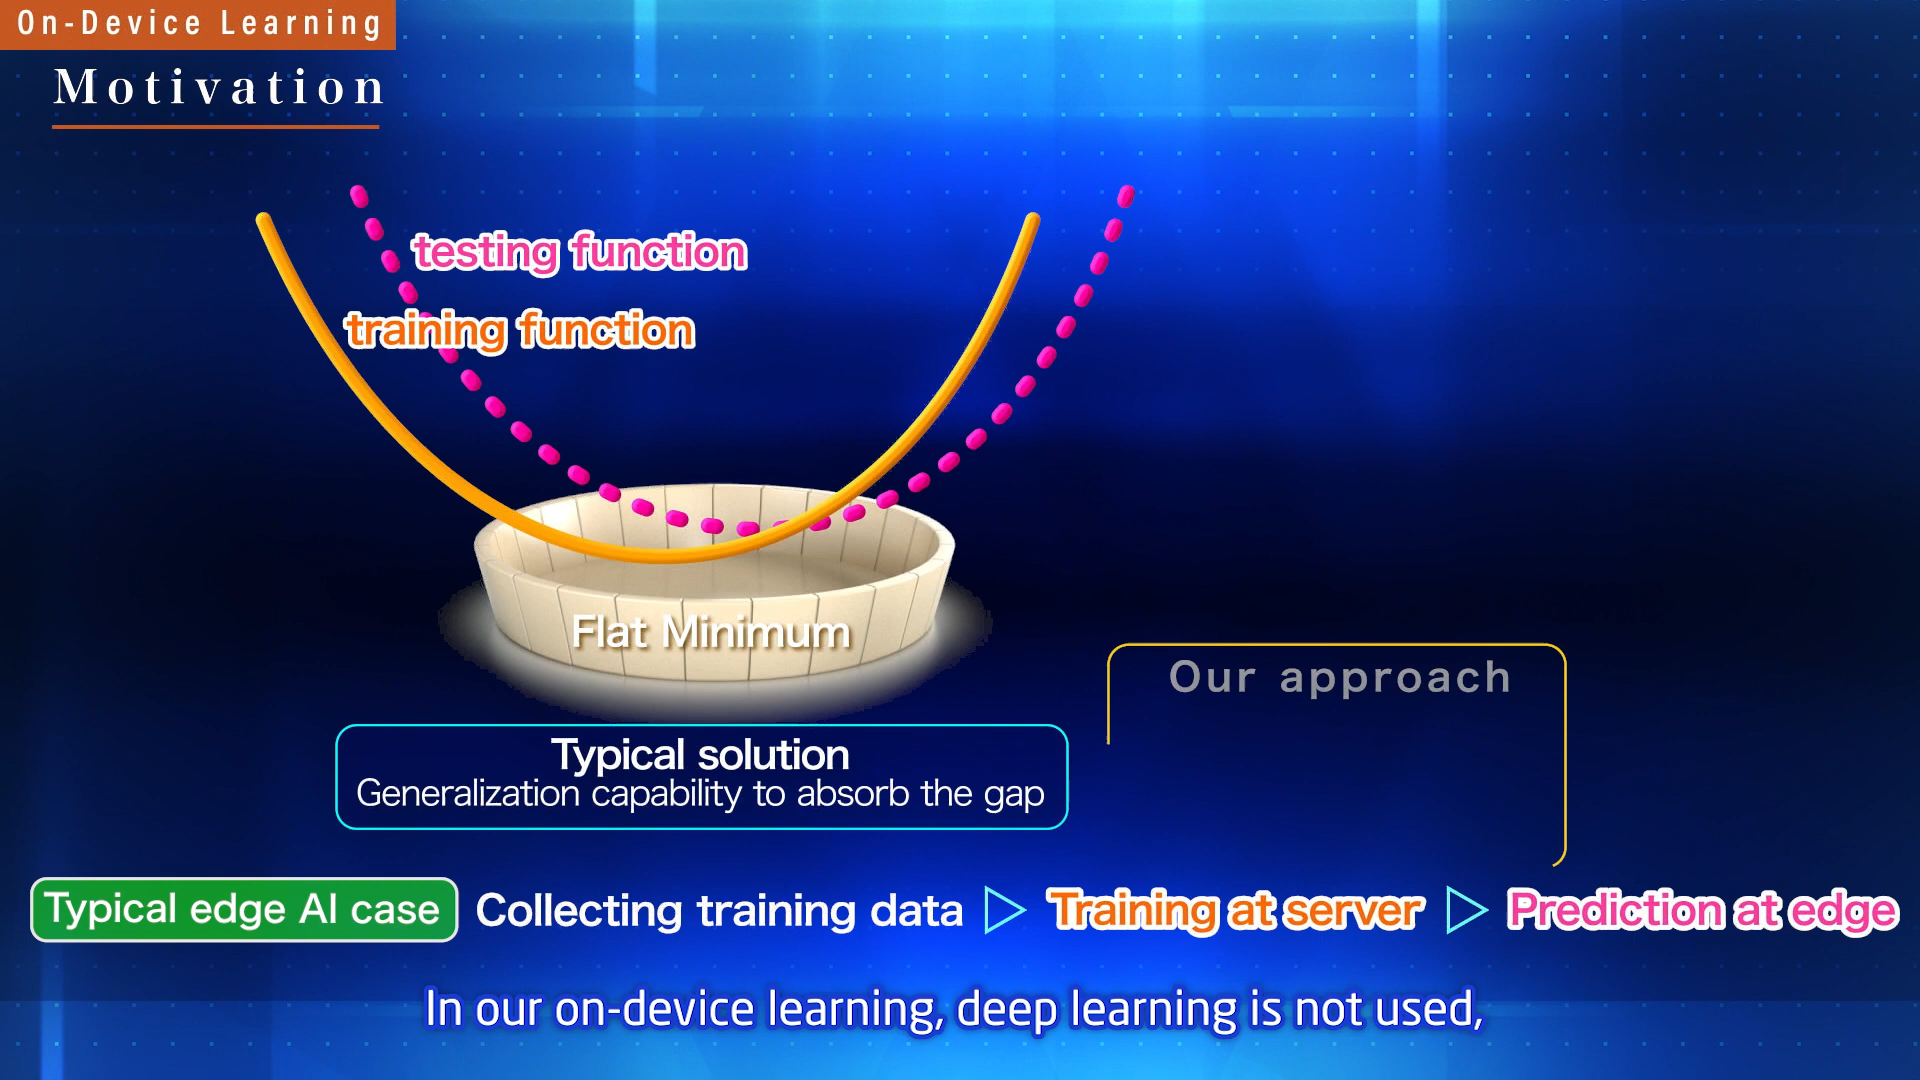 On-Device Learning
Motivation
testing function
training function
Flat Minimum
Our approach
Typical solution
Generalization capability to absorb the gap
Typical edge AI case Collecting training data Training at server Prediction at edge
In our on-device learning, deep learning is not used,